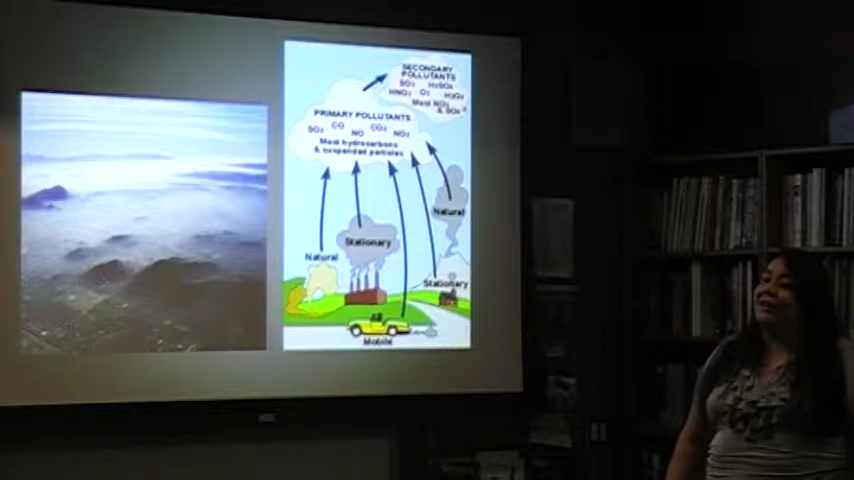 SECONDARY
POLLUTANTS
SO₃ H₂SO₄
HNO₃ O₃ H₂O₂
Most NO₃⁻
& SO₄²⁻
PRIMARY POLLUTANTS
SO₂ CO NO CO₂ NO₂
Most hydrocarbons
& suspended particles
Natural
Stationary
Natural
Stationary
Mobile